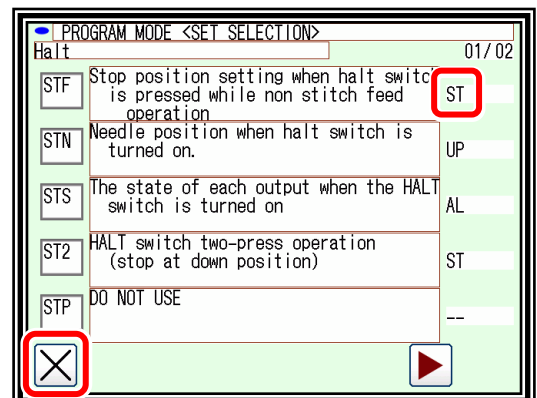 PROGRAM MODE <SET SELECTION>
Halt 01/02
STF Stop position setting when halt switch ST
is pressed while non stitch feed
operation
STN Needle position when halt switch is UP
turned on.
STS The state of each output when the HALT AL
switch is turned on
ST2 HALT switch two-press operation ST
(stop at down position)
STP DO NOT USE --